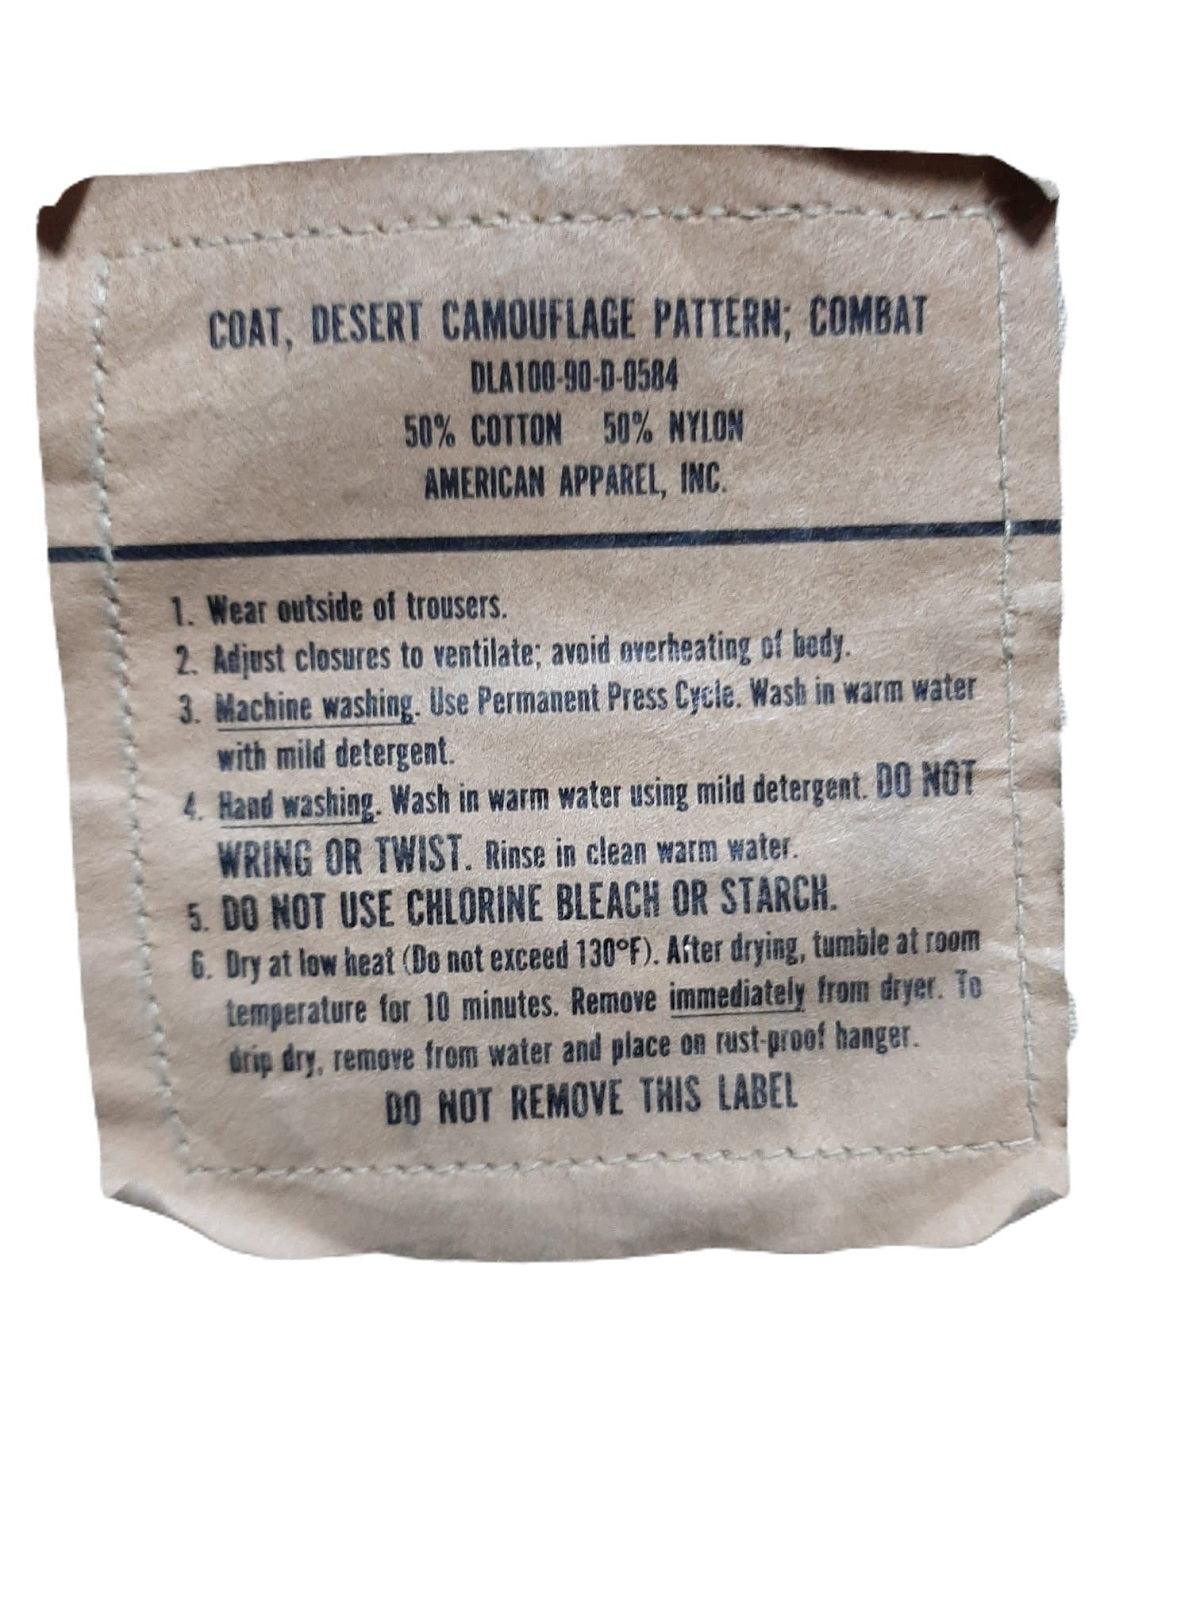 COAT, DESERT CAMOUFLAGE PATTERN; COMBAT
DLA100-90-D-0584
50% COTTON 50% NYLON
AMERICAN APPAREL, INC.
1. Wear outside of trousers.
2. Adjust closures to ventilate; avoid overheating of body.
3. Machine washing. Use Permanent Press Cycle. Wash in warm water
with mild detergent.
4. Hand washing. Wash in warm water using mild detergent. DO NOT
WRING OR TWIST. Rinse in clean warm water.
5. DO NOT USE CHLORINE BLEACH OR STARCH.
6. Dry at low heat (Do not exceed 130°F). After drying, tumble at room
temperature for 10 minutes. Remove immediately from dryer. To
drip dry, remove from water and place on rust-proof hanger.
DO NOT REMOVE THIS LABEL